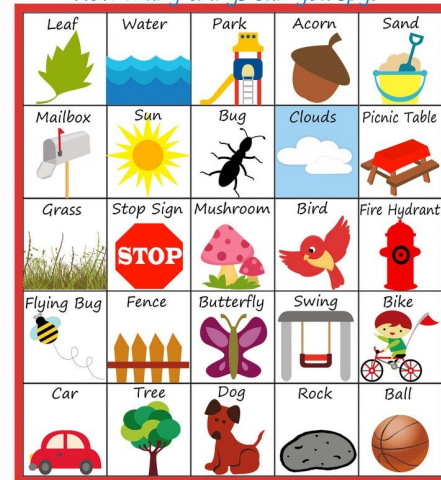 Leaf Water Park Acorn Sand
Mailbox Sun Bug Clouds Picnic Table
Grass Stop Sign Mushroom Bird Fire Hydrant
STOP
Flying Bug Fence Butterfly Swing Bike
Car Tree Dog Rock Ball